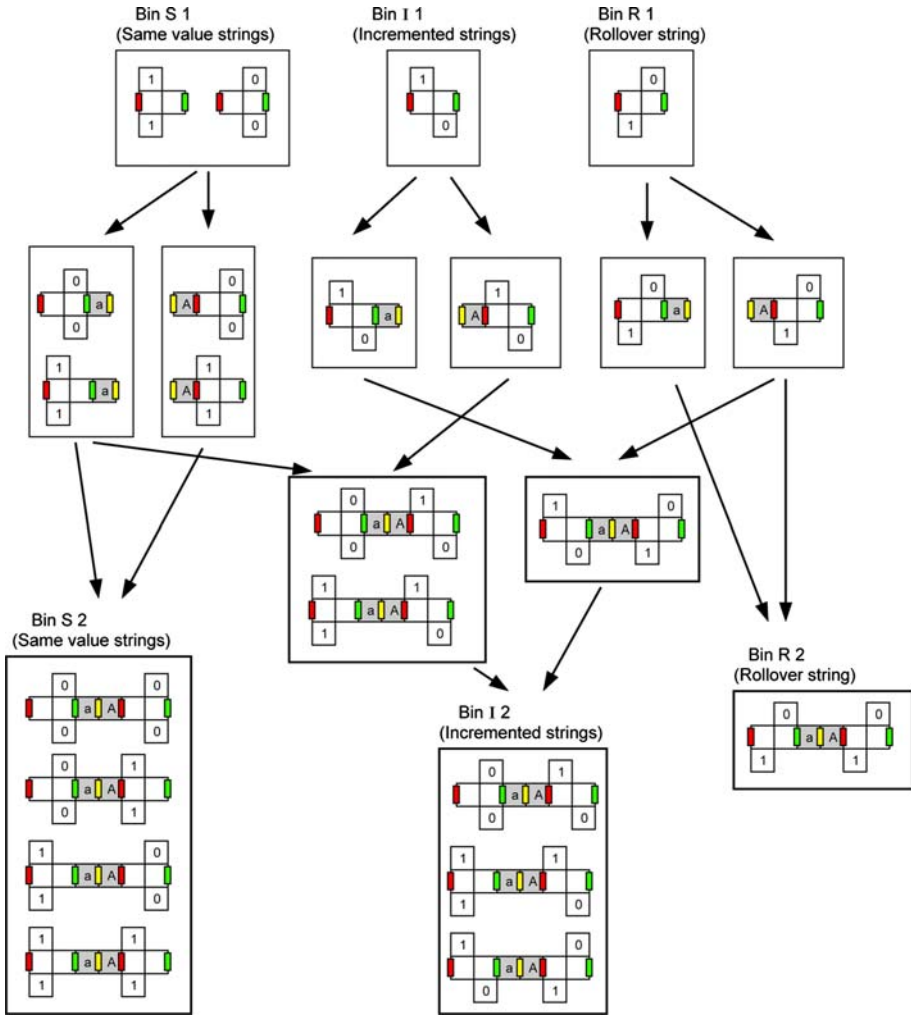 Bin S 1
(Same value strings)
1 0
1 0
Bin I 1
(Incremented strings)
1
0
Bin R 1
(Rollover string)
0
1
0
a
0
1
a
1
0
A
0
1
A
1
1
a
0
1
A
0
0
a
1
0
A
1
0 1
a A
0 0
1 1
a A
1 0
1 0
a A
0 1
Bin S 2
(Same value strings)
0 0
a A
0 0
0 1
a A
0 1
1 0
a A
1 0
1 1
a A
1 1
Bin I 2
(Incremented strings)
0 1
a A
0 0
1 1
a A
1 0
1 0
a A
0 1
Bin R 2
(Rollover string)
0 0
a A
1 1